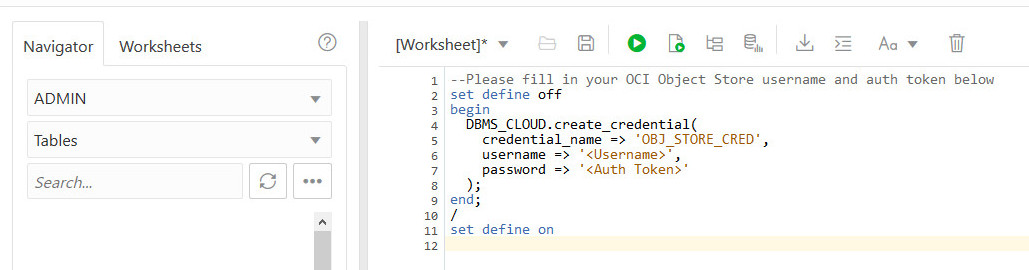 Navigator
Worksheets
ADMIN
Tables
Search...
[Worksheet]*
Aa
1 --Please fill in your OCI Object Store username and auth token below
2 set define off
3 begin
4 DBMS_CLOUD.create_credential(
5 credential_name => 'OBJ_STORE_CRED',
6 username => '<Username>',
7 password => '<Auth Token>'
8 );
9 end;
10 /
11 set define on
12